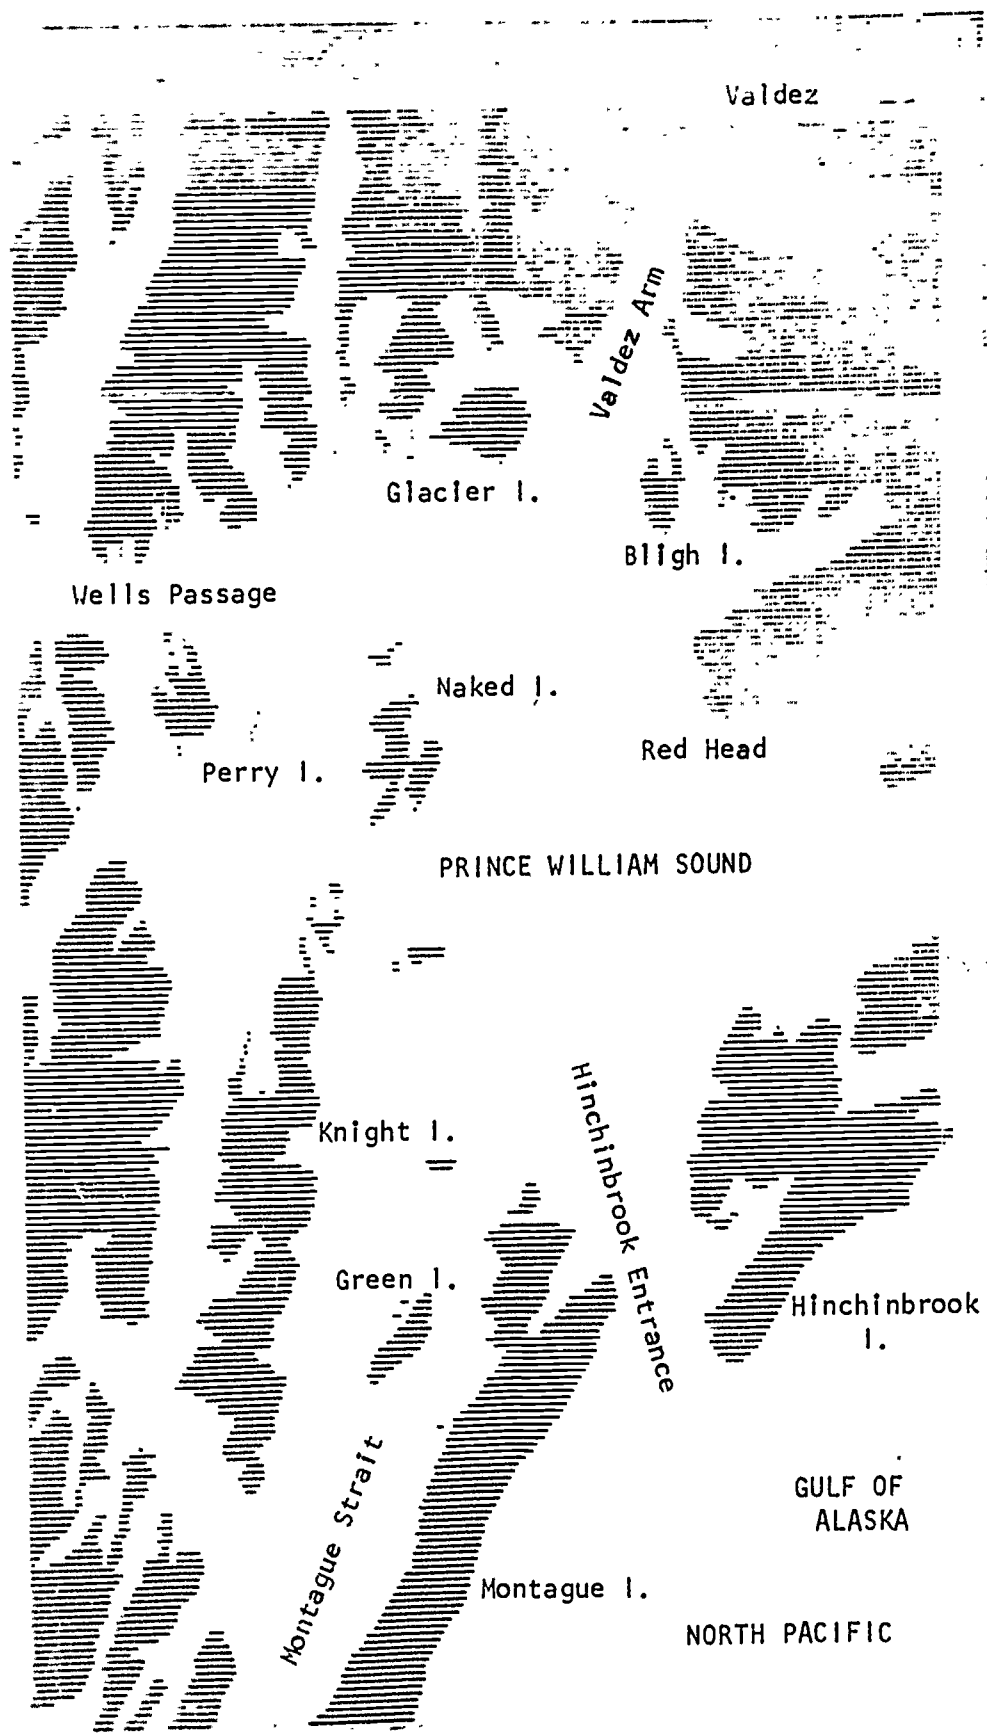 Valdez
Valdez Arm
Glacier I.
Bligh I.
Wells Passage
Naked I.
Red Head
Perry I.
PRINCE WILLIAM SOUND
Hinchinbrook Entrance
Knight I.
Green I.
Hinchinbrook
I.
Montague Strait
GULF OF
ALASKA
Montague I.
NORTH PACIFIC